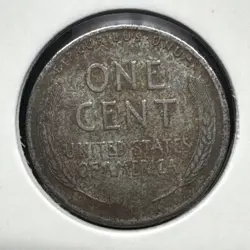 ONE
CENT
UNITED STATES
OF AMERICA